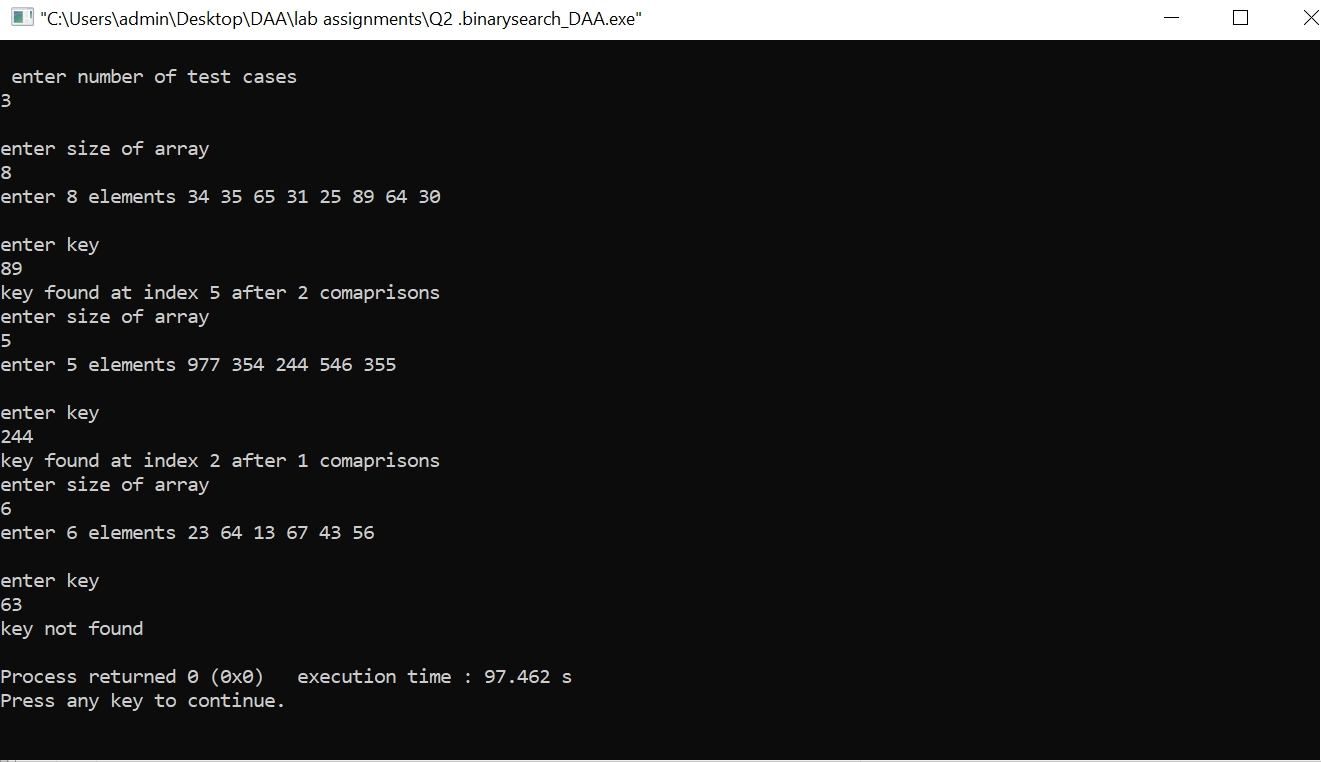 "C:\Users\admin\Desktop\DAA\lab assignments\Q2 .binarysearch_DAA.exe"
enter number of test cases
3
enter size of array
8
enter 8 elements 34 35 65 31 25 89 64 30
enter key
89
key found at index 5 after 2 comaprisons
enter size of array
5
enter 5 elements 977 354 244 546 355
enter key
244
key found at index 2 after 1 comaprisons
enter size of array
6
enter 6 elements 23 64 13 67 43 56
enter key
63
key not found
Process returned 0 (0x0)   execution time : 97.462 s
Press any key to continue.